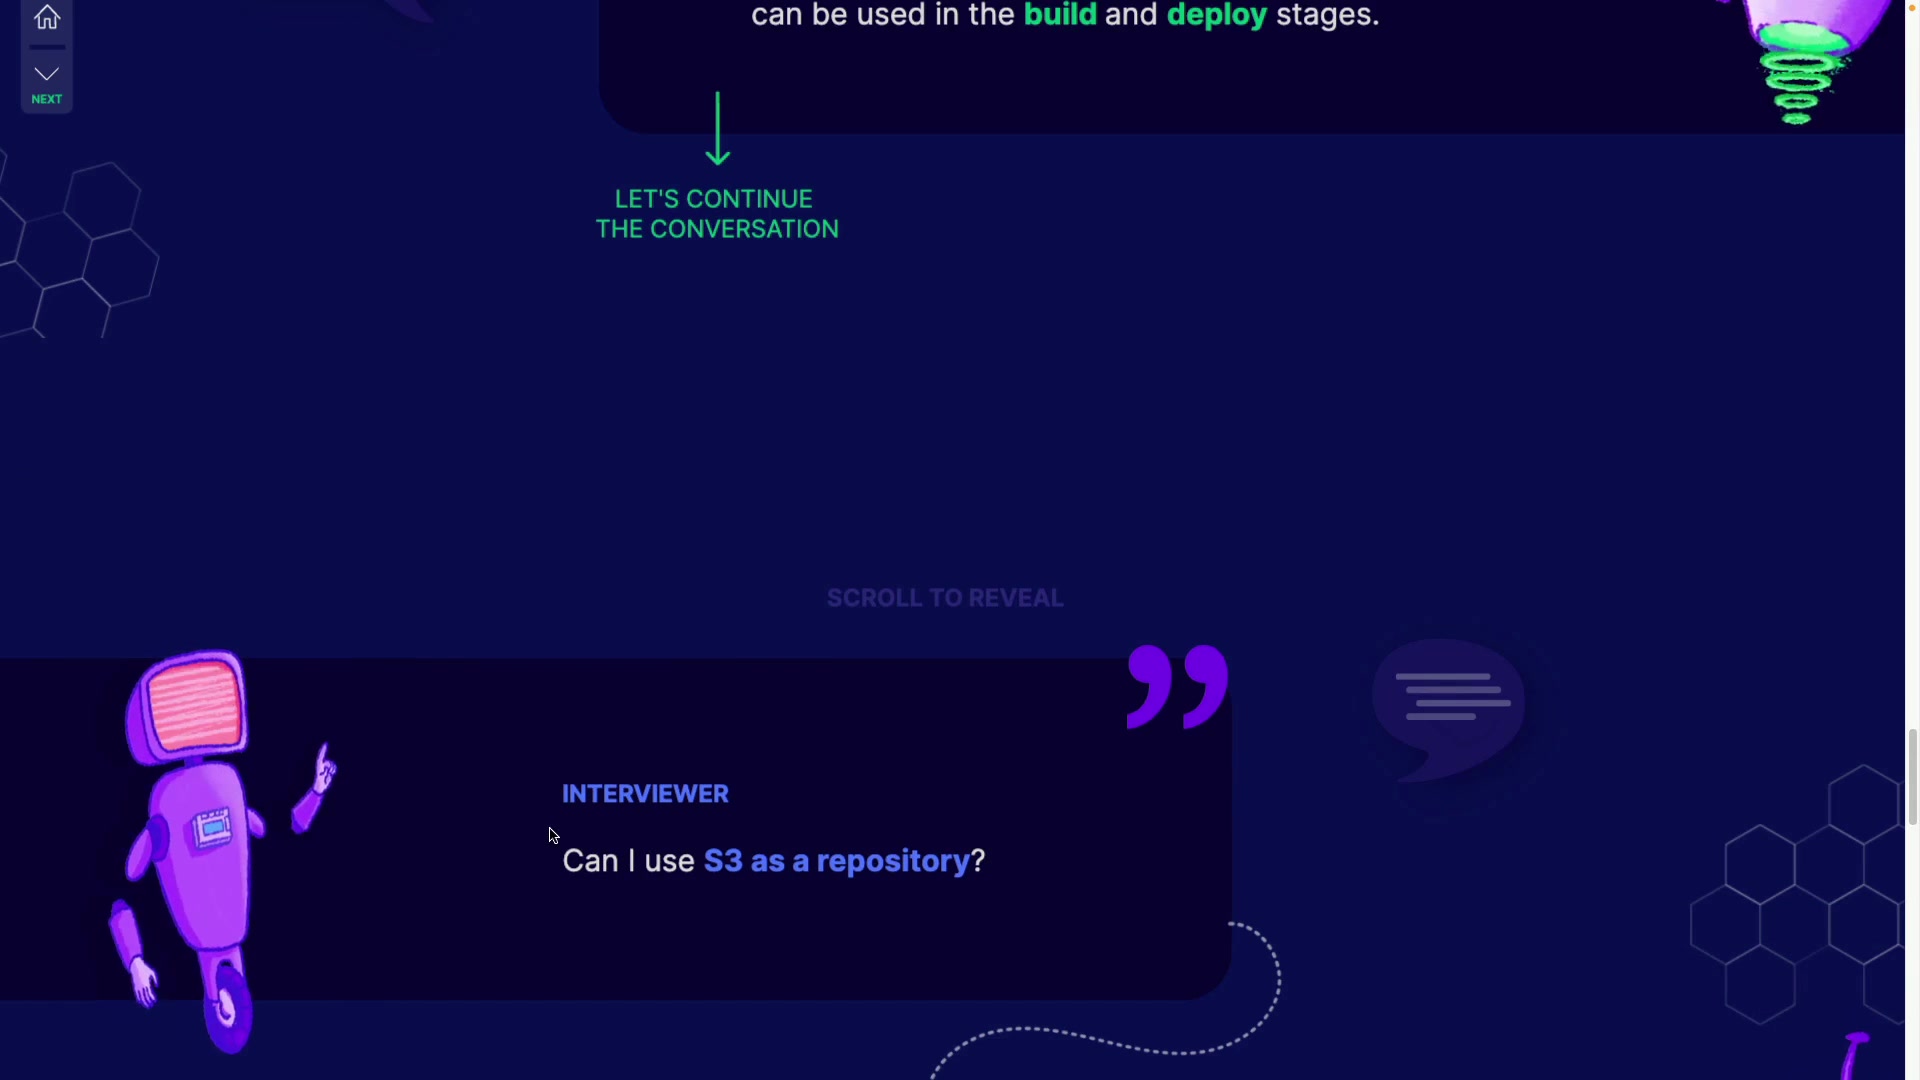 can be used in the build and deploy stages.
NEXT
LET'S CONTINUE
THE CONVERSATION
SCROLL TO REVEAL
INTERVIEWER
Can I use S3 as a repository?